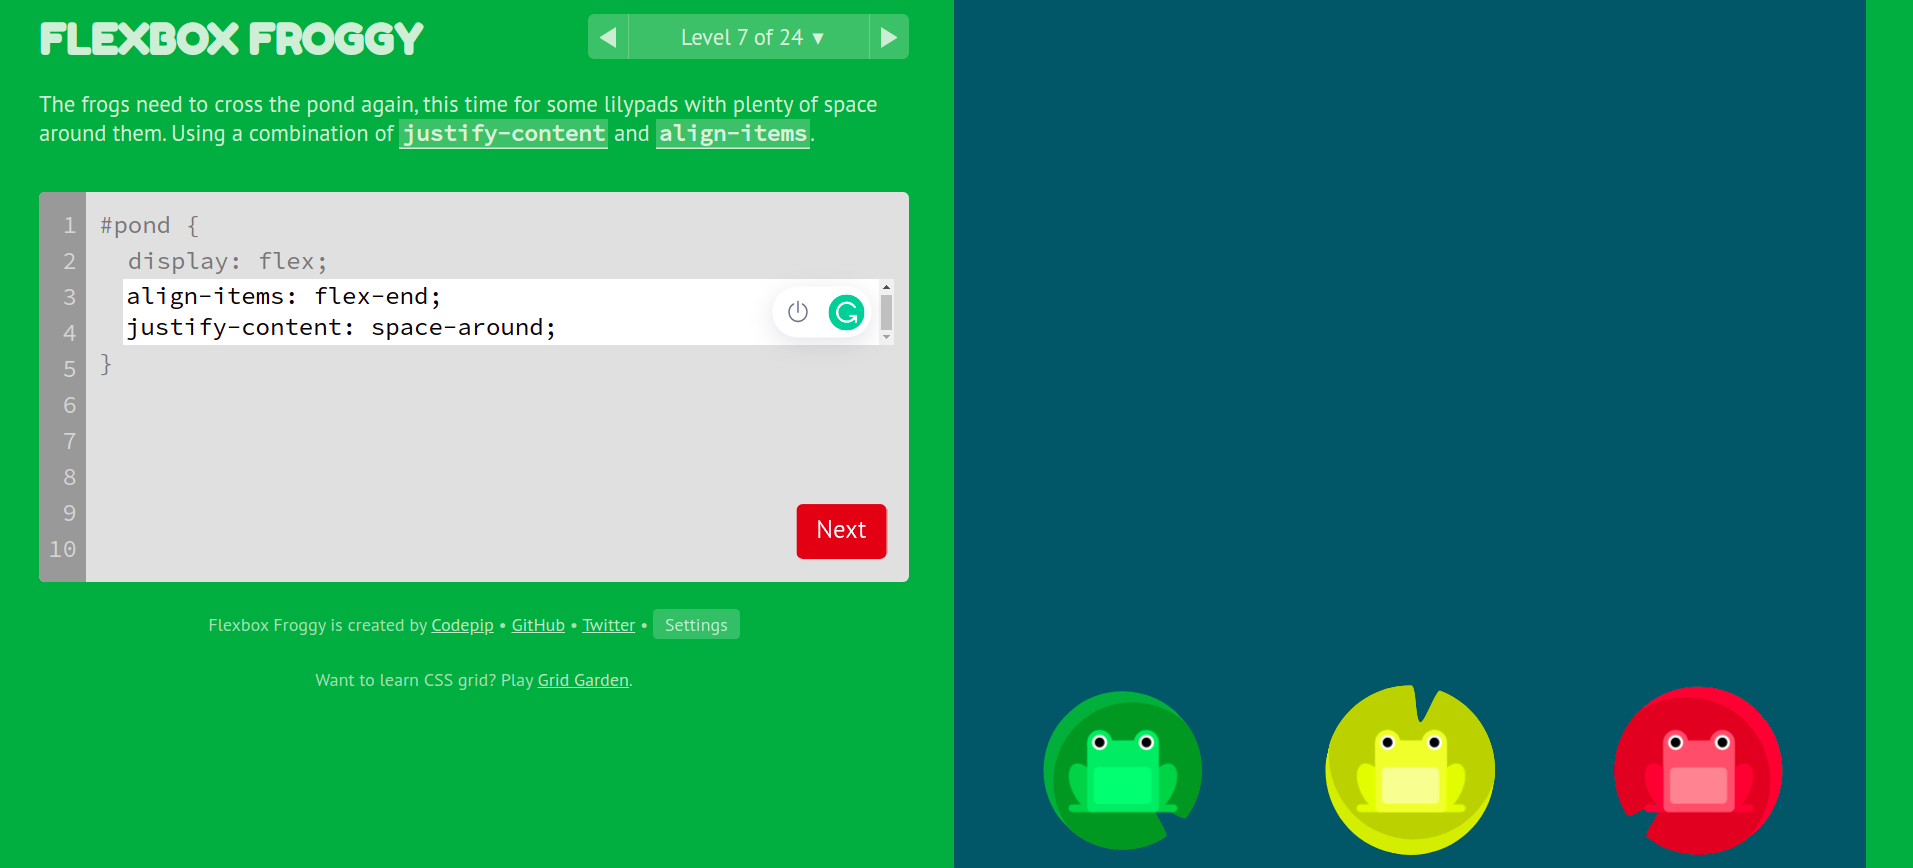 FLEXBOX FROGGY
◀ Level 7 of 24 ▼ ▶
The frogs need to cross the pond again, this time for some lilypads with plenty of space
around them. Using a combination of justify-content and align-items.
1 #pond {
2 display: flex;
3 align-items: flex-end;
4 justify-content: space-around;
5 }
6
7
8
9
10
Next
Flexbox Froggy is created by Codepip • GitHub • Twitter • Settings
Want to learn CSS grid? Play Grid Garden.